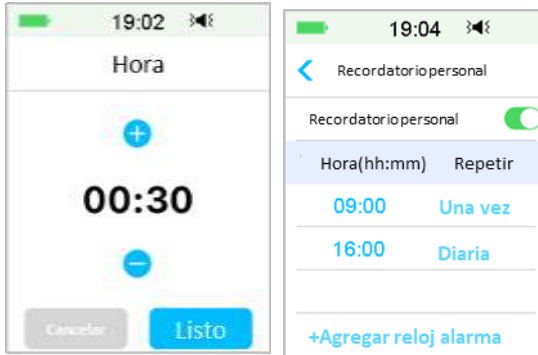 19:02
Hora
00:30
Cancelar Listo
19:04
Recordatorio personal
Recordatorio personal
Hora(hh:mm) Repetir
09:00 Una vez
16:00 Diaria
+Agregar reloj alarma